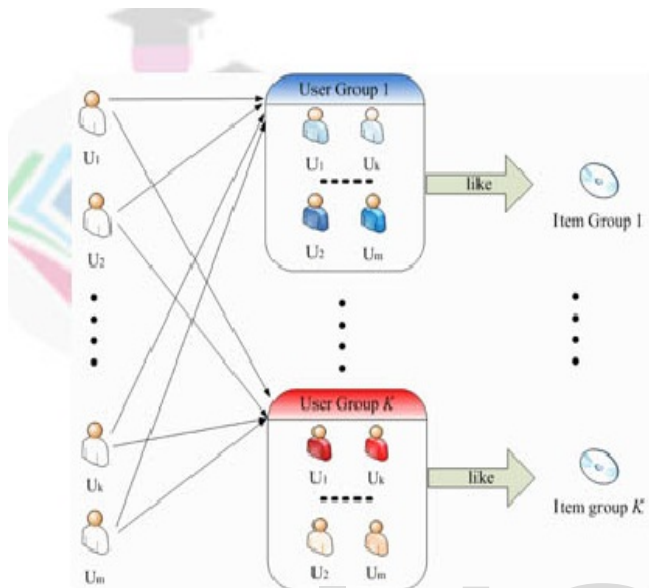 User Group 1
U1
U1 Uk
like
U2
Item Group 1
U2 Um
User Group K
Uk
U1 Uk
like
Item group K
Um
U2 Um